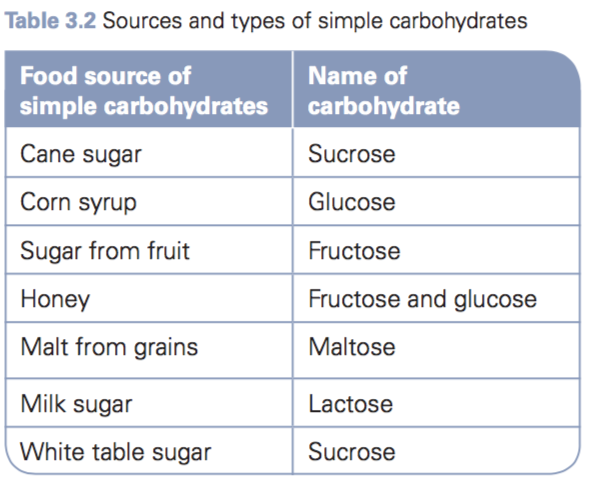 Table 3.2 Sources and types of simple carbohydrates
Food source of simple carbohydrates Name of carbohydrate
Cane sugar Sucrose
Corn syrup Glucose
Sugar from fruit Fructose
Honey Fructose and glucose
Malt from grains Maltose
Milk sugar Lactose
White table sugar Sucrose